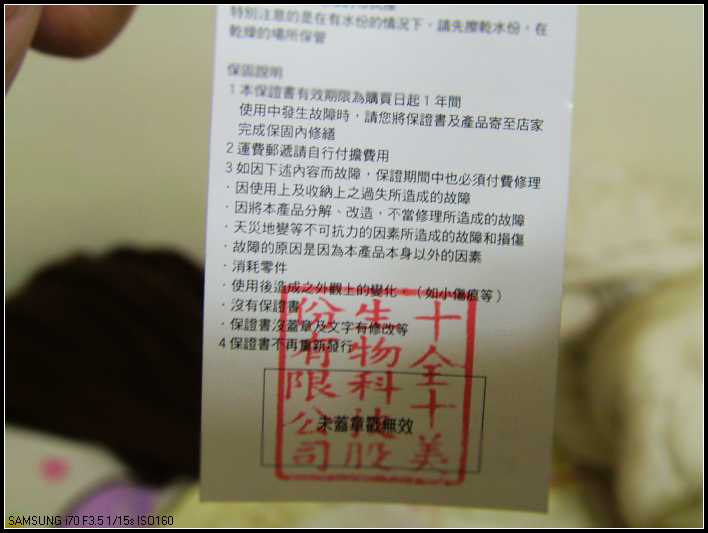 特別注意的是在有水份的情況下，請先擦乾水份，在
乾燥的場所保管
保固說明
1 本保證書有效期限為購買日起 1 年間
使用中發生故障時，請您將保證書及產品寄至店家
完成保固內修繕
2 運費郵遞請自行付擔費用
3 如因下述內容而故障，保證期間中也必須付費修理
· 因使用上及收納上之過失所造成的故障
· 因將本產品分解、改造，不當修理所造成的故障
· 天災地變等不可抗力的因素所造成的故障和損傷
· 故障的原因是因為本產品本身以外的因素
· 消耗零件
· 使用後造成之外觀上的變化 （如小傷痕等）
· 沒有保證書
· 保證書沒蓋章及文字有修改等
4 保證書不再重新發行
未蓋章戳無效
十全十美
生物科技股
份有限公司
SAMSUNG i70 F3.5 1/15s ISO160